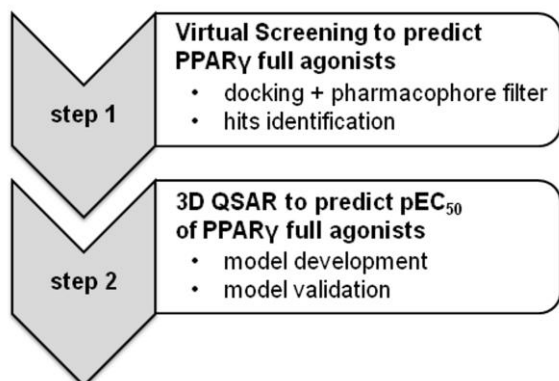 step 1
Virtual Screening to predict
PPARγ full agonists
• docking + pharmacophore filter
• hits identification
step 2
3D QSAR to predict pEC₅₀
of PPARγ full agonists
• model development
• model validation